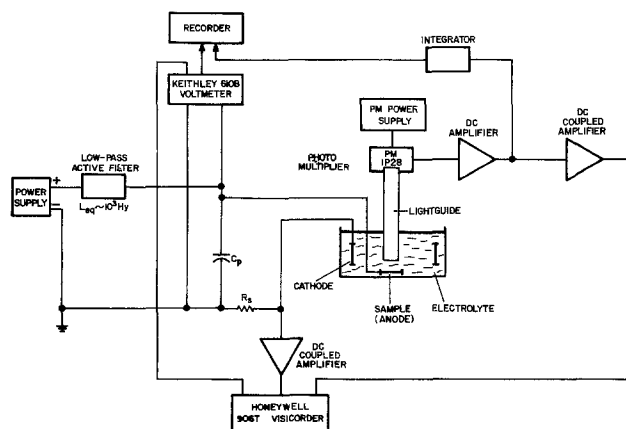 RECORDER
INTEGRATOR
KEITHLEY 610B
VOLTMETER
PM POWER
SUPPLY
DC
AMPLIFIER
DC
COUPLED
AMPLIFIER
LOW-PASS
ACTIVE FILTER
PHOTO
MULTIPLIER
PM
IP28
POWER
SUPPLY
+
−
Leq~10³Hy
LIGHTGUIDE
Cp
CATHODE
SAMPLE
(ANODE)
ELECTROLYTE
Rs
DC
COUPLED
AMPLIFIER
HONEYWELL
906T VISICORDER